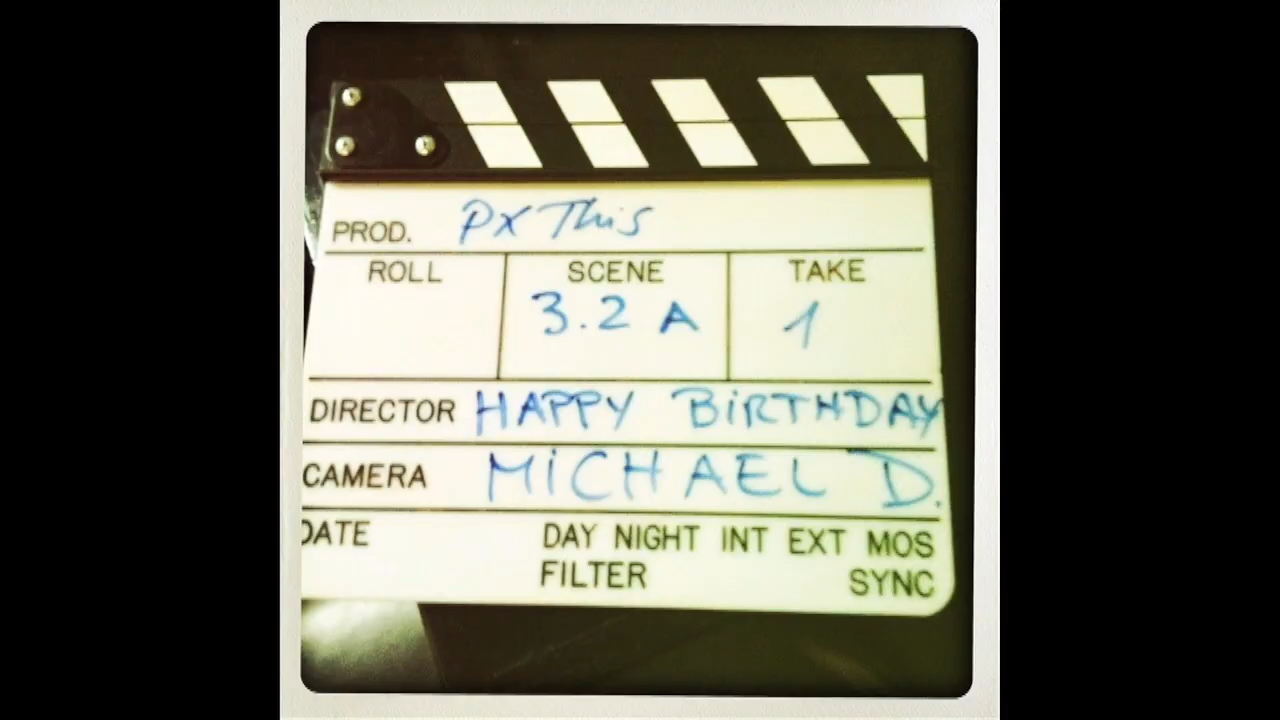 PROD. PX This
ROLL SCENE TAKE
3.2 A 1
DIRECTOR HAPPY BiRTHDAY
CAMERA MiCHAEL D.
DATE DAY NIGHT INT EXT MOS
FILTER SYNC